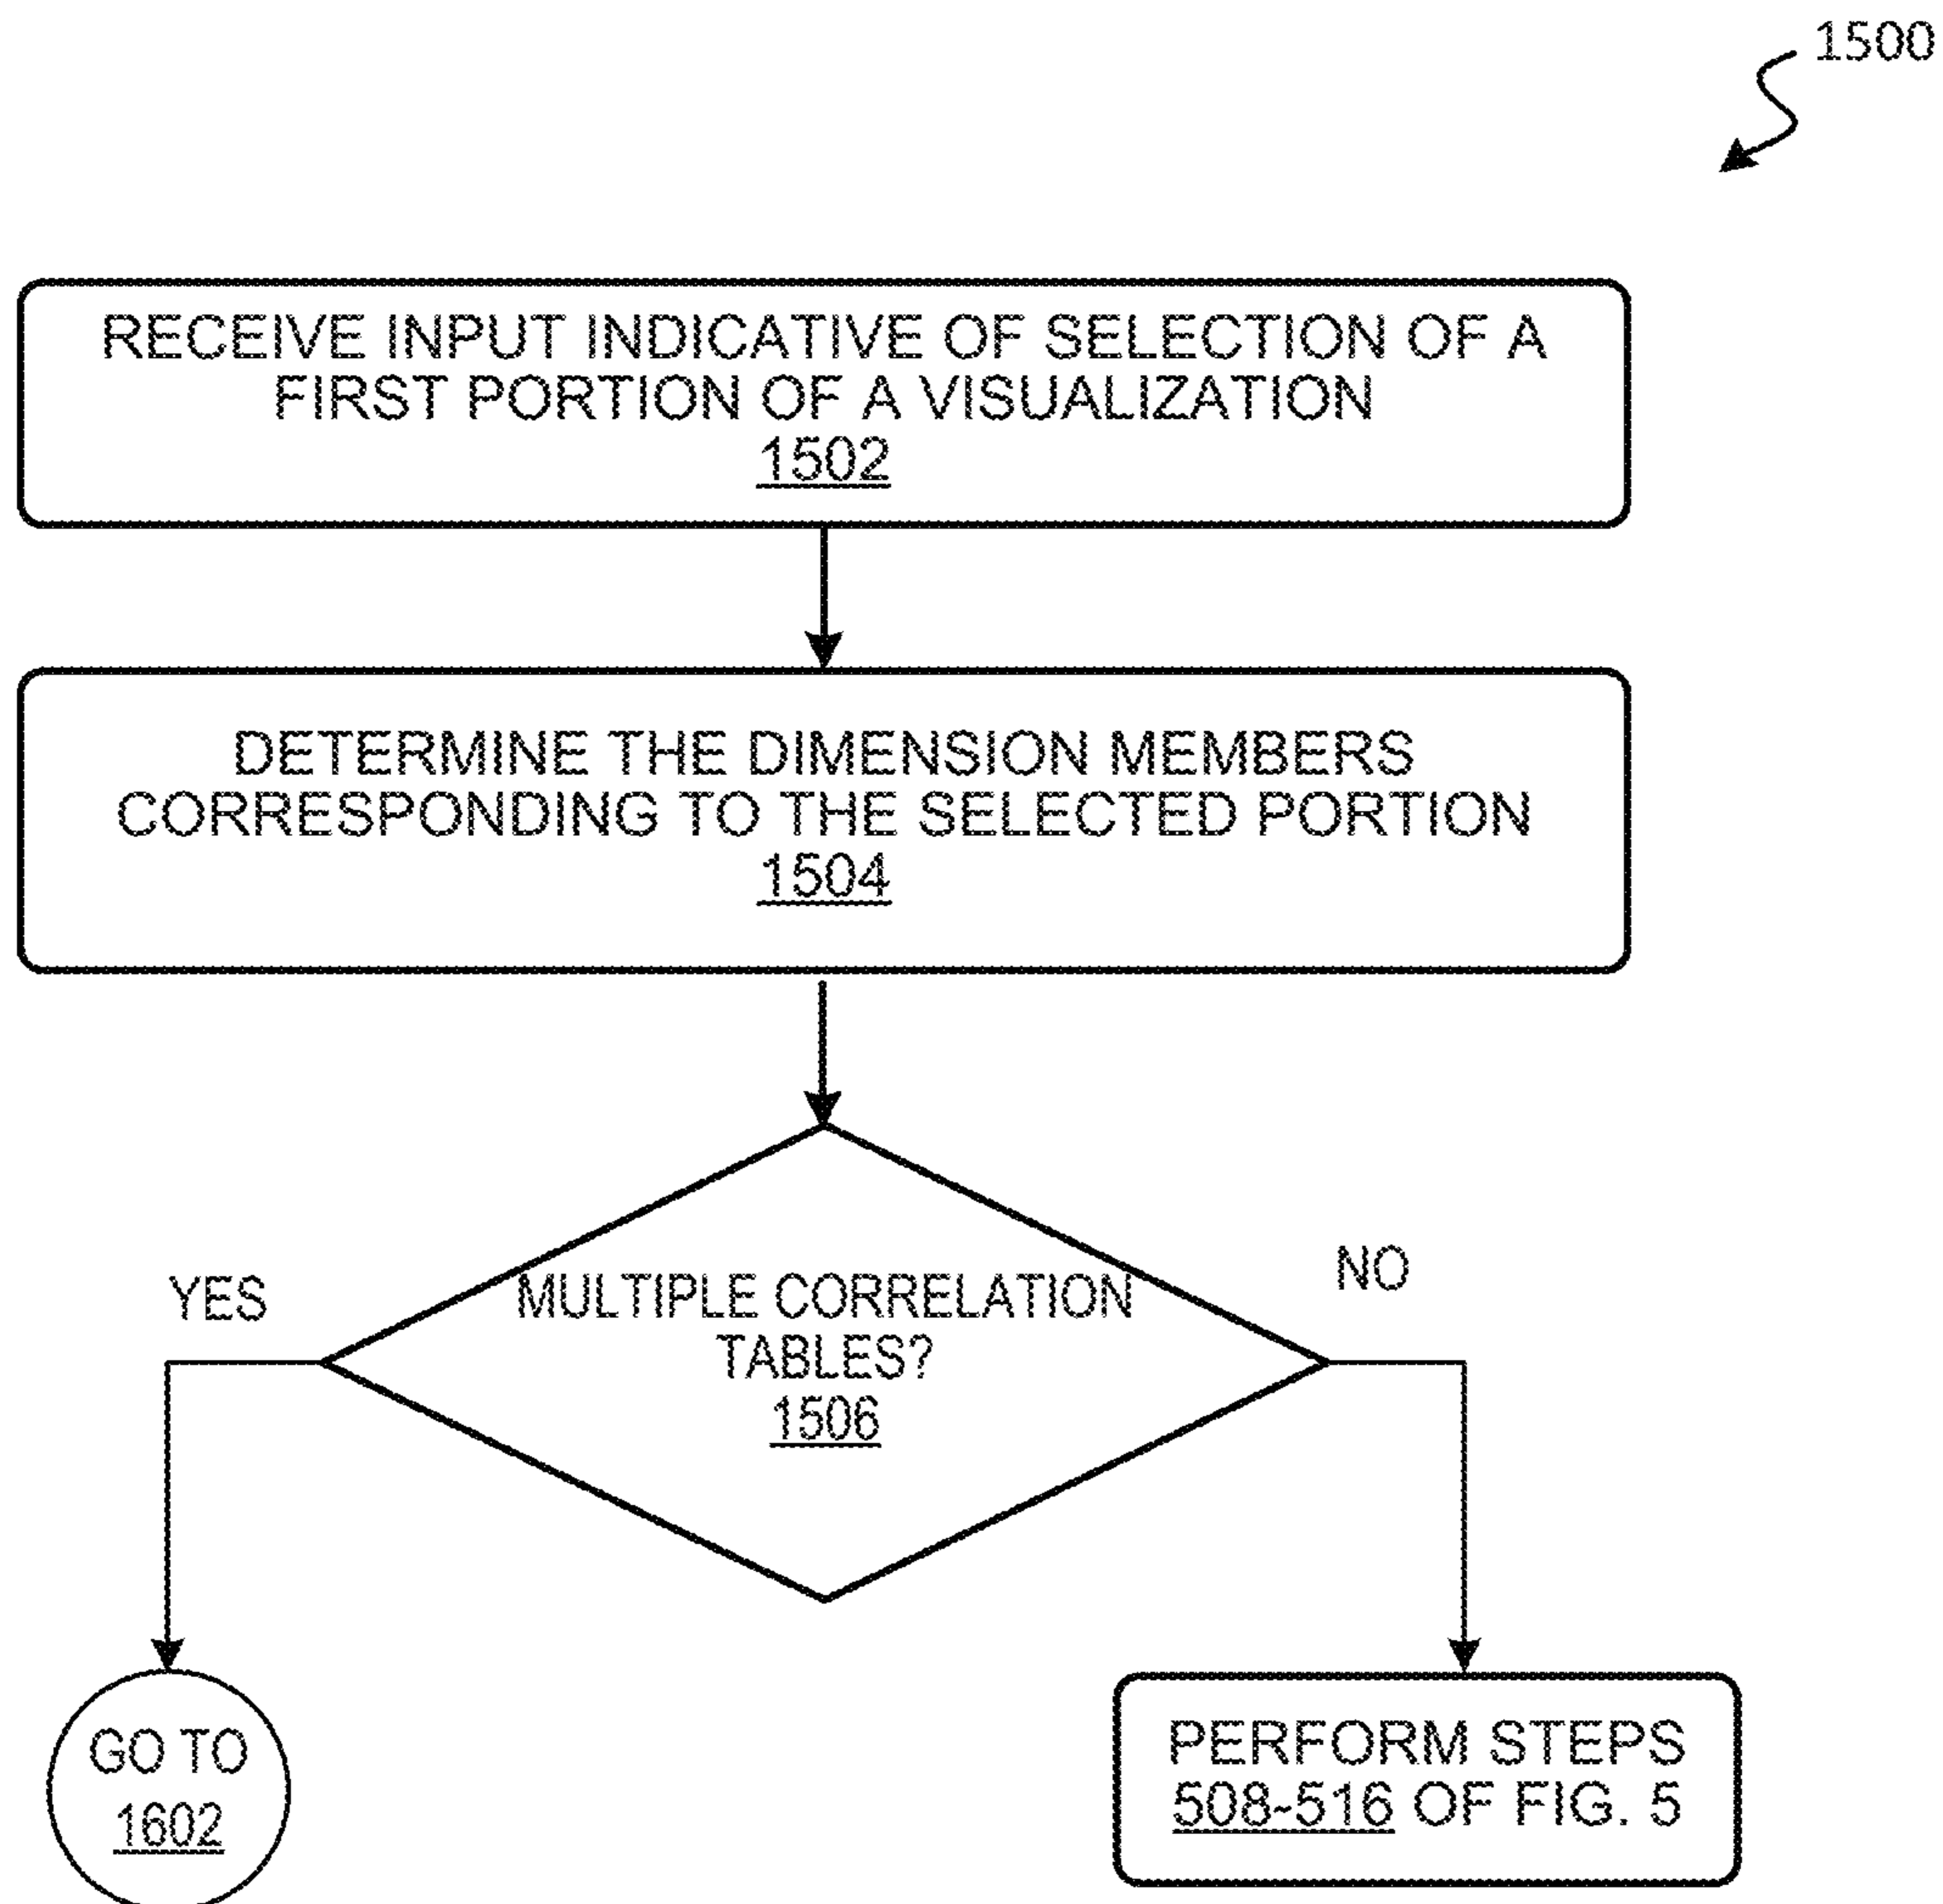 1500
RECEIVE INPUT INDICATIVE OF SELECTION OF A
FIRST PORTION OF A VISUALIZATION
1502
DETERMINE THE DIMENSION MEMBERS
CORRESPONDING TO THE SELECTED PORTION
1504
YES
NO
MULTIPLE CORRELATION
TABLES?
1506
GO TO
1602
PERFORM STEPS
508-516 OF FIG. 5